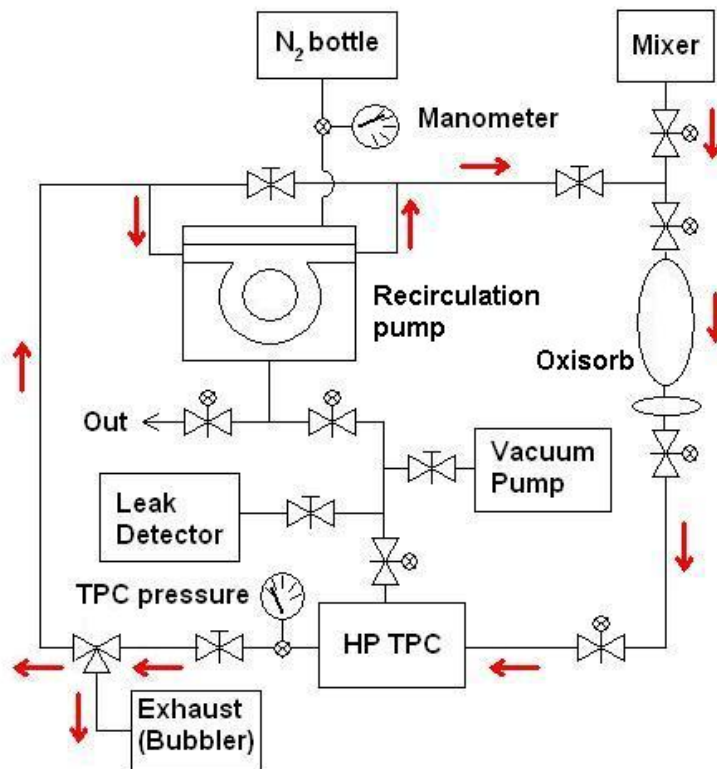 N₂ bottle
Mixer
Manometer
Recirculation
pump
Oxisorb
Out
Vacuum
Pump
Leak
Detector
TPC pressure
HP TPC
Exhaust
(Bubbler)